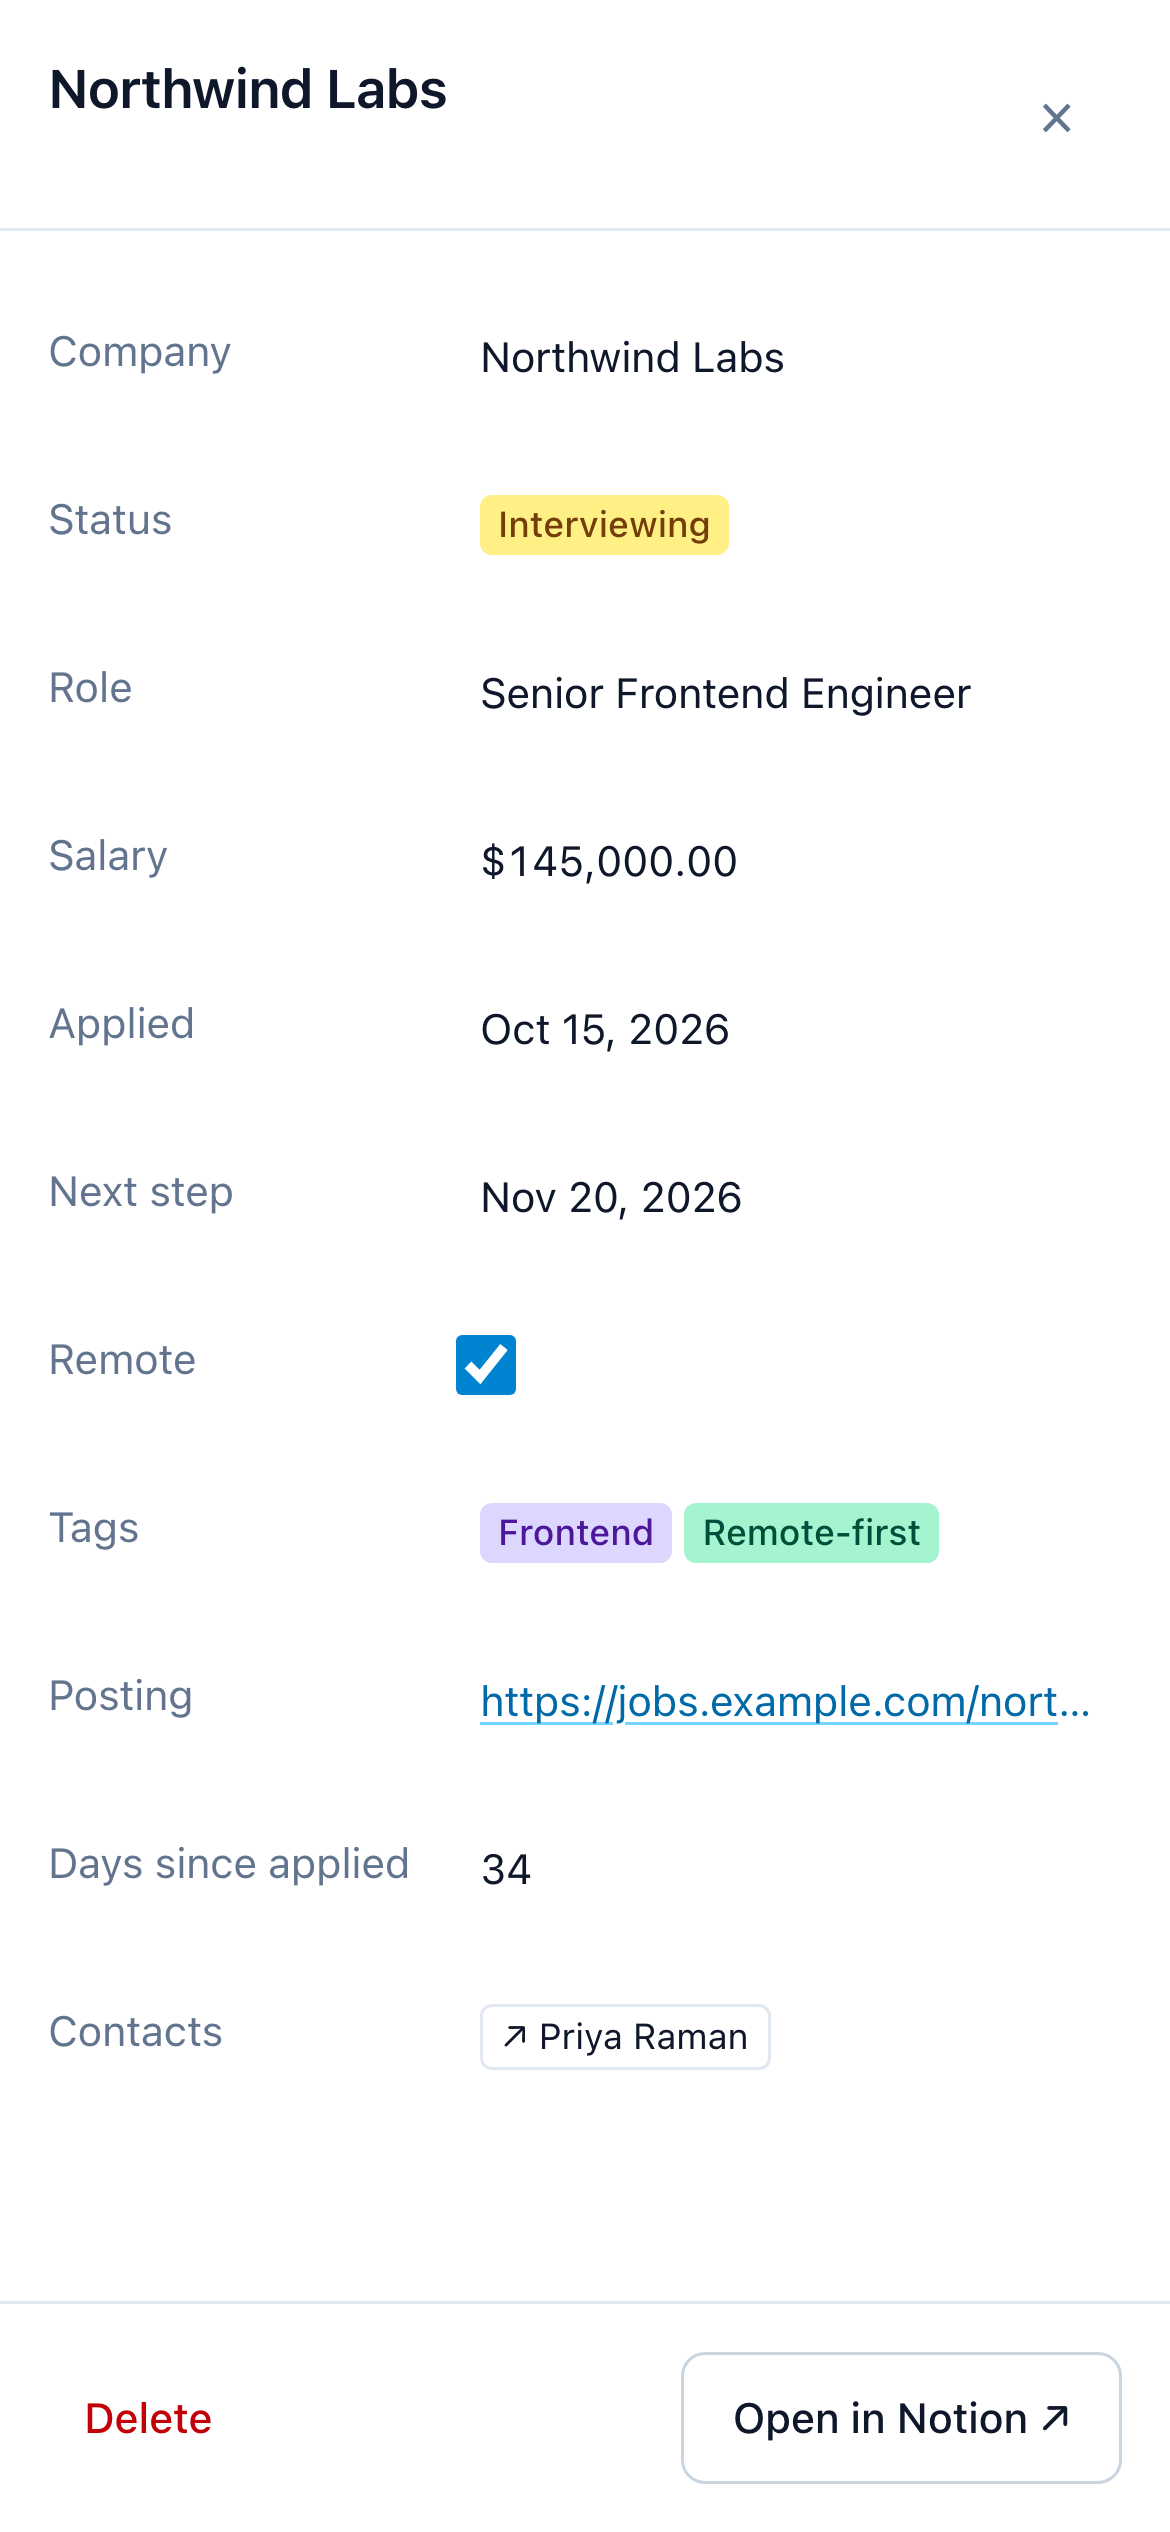 Northwind Labs
Company
Northwind Labs
Status
Interviewing
Role
Senior Frontend Engineer
Salary
$145,000.00
Applied
Oct 15, 2026
Next step
Nov 20, 2026
Remote
Tags
Frontend Remote-first
Posting
https://jobs.example.com/nort...
Days since applied
34
Contacts
↗ Priya Raman
Delete
Open in Notion ↗